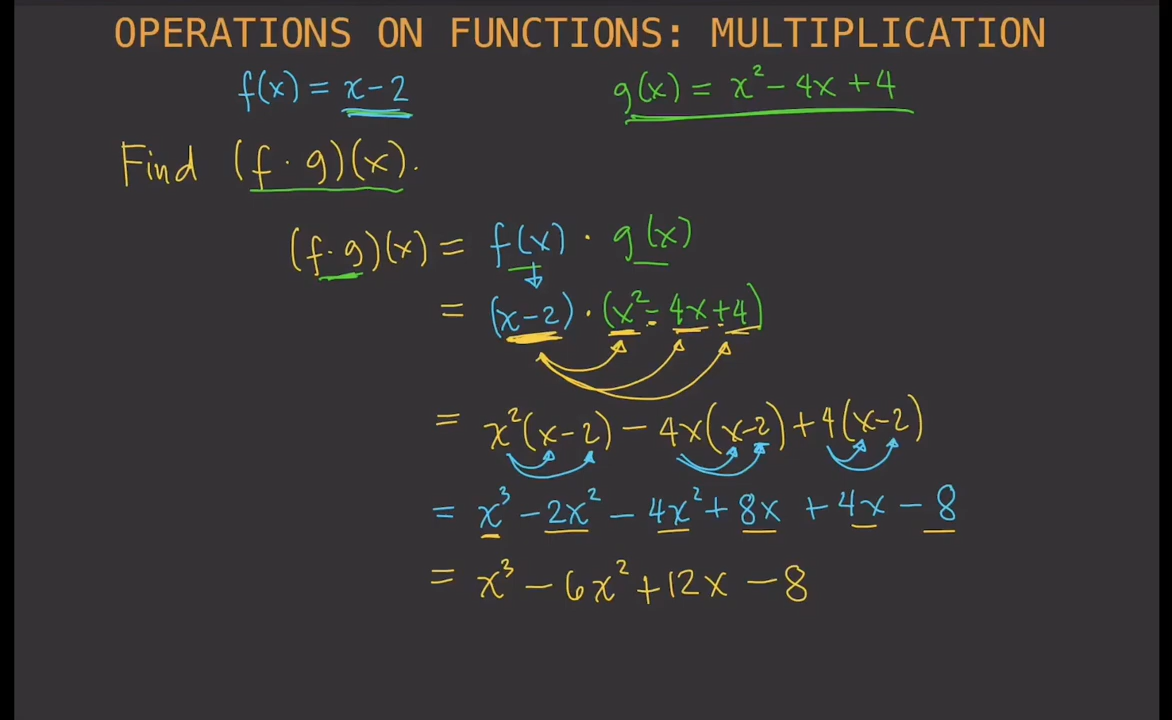 OPERATIONS ON FUNCTIONS: MULTIPLICATION
f(x) = x-2 g(x) = x² - 4x + 4
Find (f · g)(x).
(f·g)(x) = f(x) · g(x)
= (x-2) · (x² - 4x + 4)
= x²(x-2) - 4x(x-2) + 4(x-2)
= x³ - 2x² - 4x² + 8x + 4x - 8
= x³ - 6x² + 12x - 8